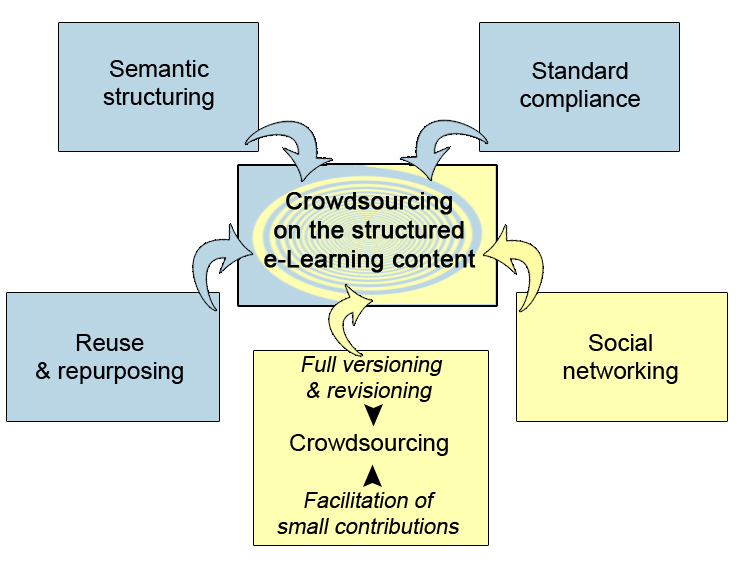 Semantic
structuring
Standard
compliance
Crowdsourcing
on the structured
e-Learning content
Reuse
& repurposing
Full versioning
& revisioning
Crowdsourcing
Facilitation of
small contributions
Social
networking